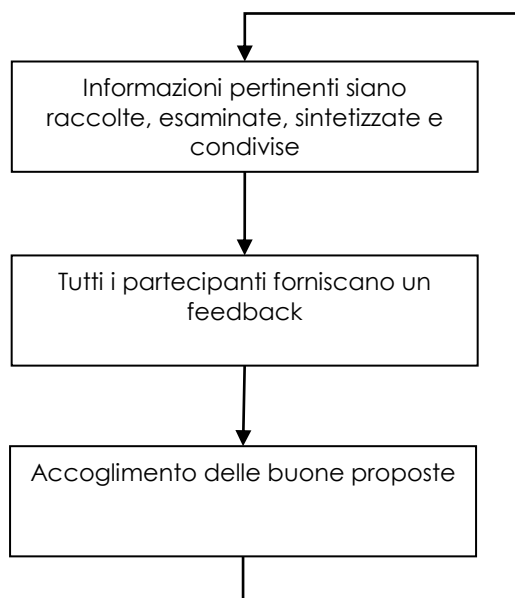 Informazioni pertinenti siano
raccolte, esaminate, sintetizzate e
condivise
Tutti i partecipanti forniscano un
feedback
Accoglimento delle buone proposte